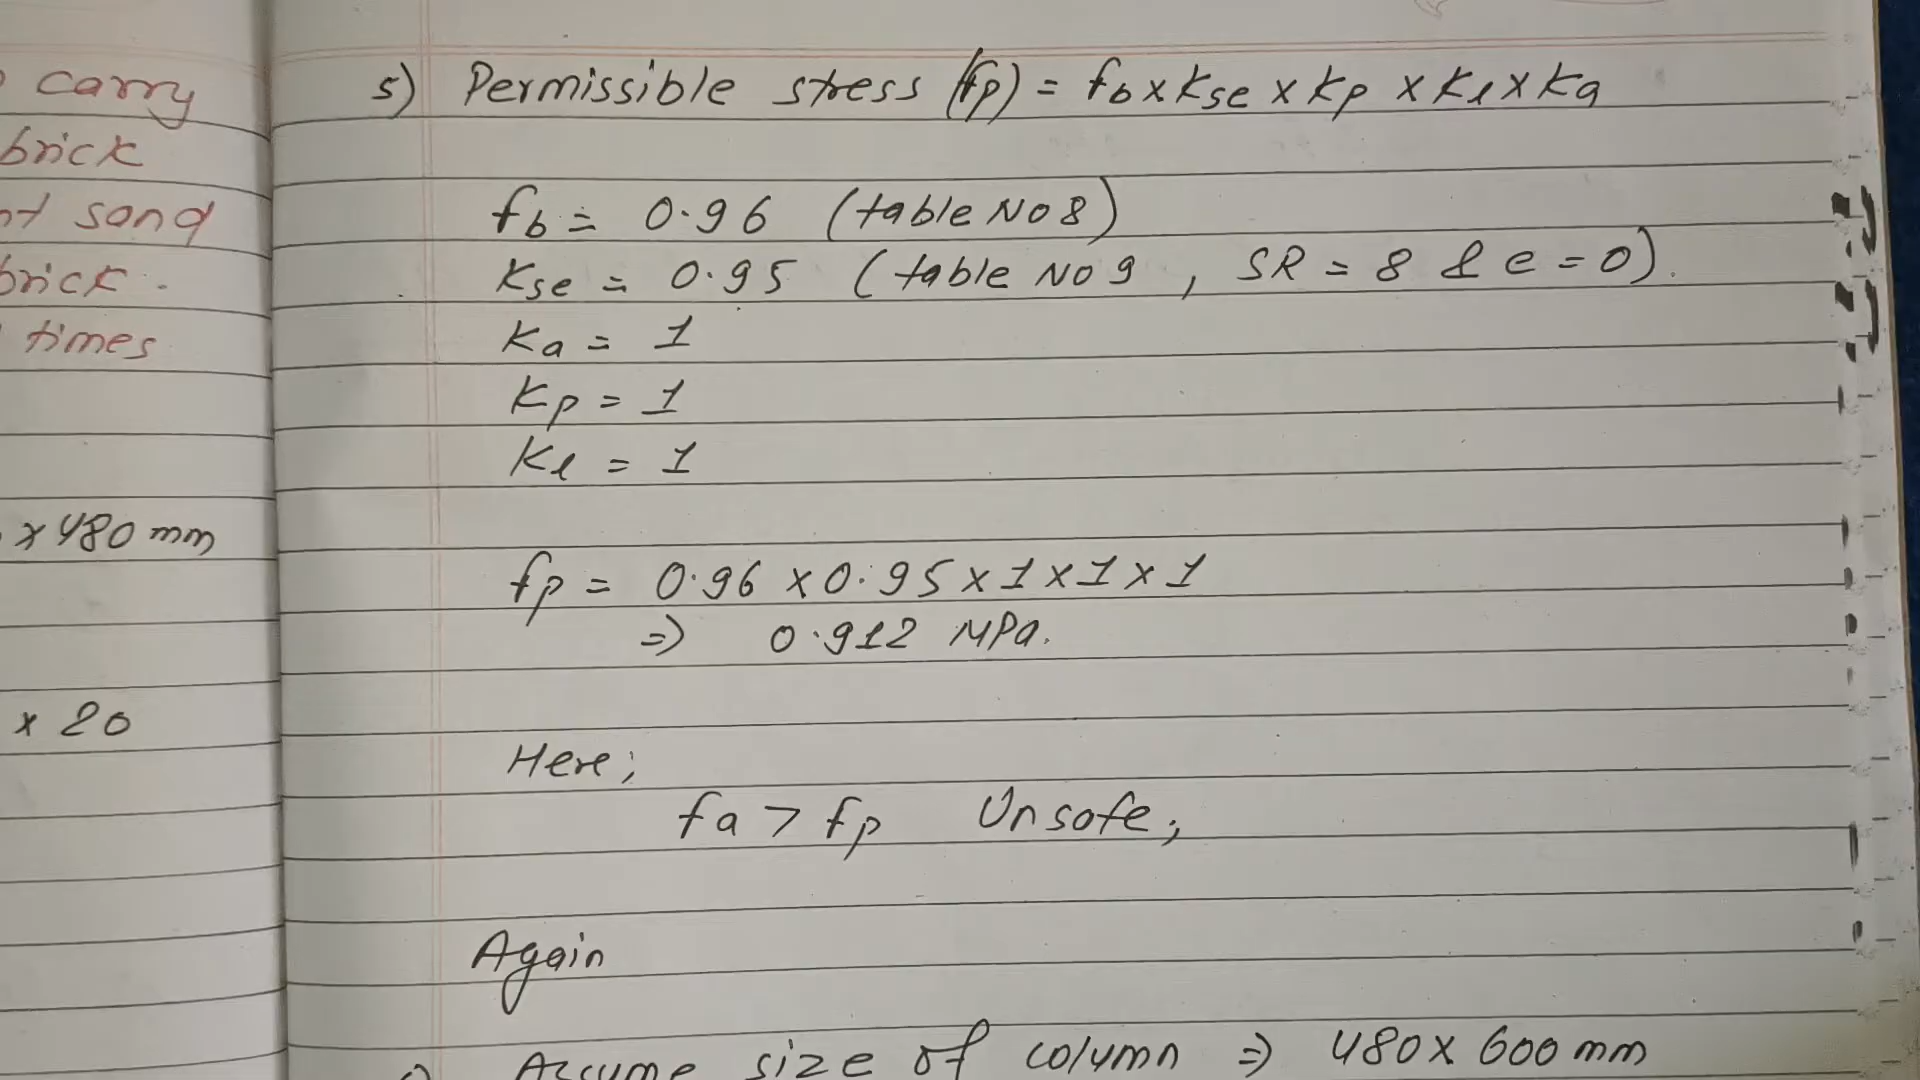 carry
brick
sand
brick.
times
x 480 mm
x 20
5) Permissible stress (fp) = fb x Kse x Kp x Kl x Ka
fb = 0.96 (table No 8)
Kse = 0.95 (table No 9, SR = 8 & e = 0).
Ka = 1
Kp = 1
Kl = 1
fp = 0.96 x 0.95 x 1 x 1 x 1
=> 0.912 MPa.
Here;
fa > fp Unsafe;
Again
Assume size of column => 480 x 600 mm